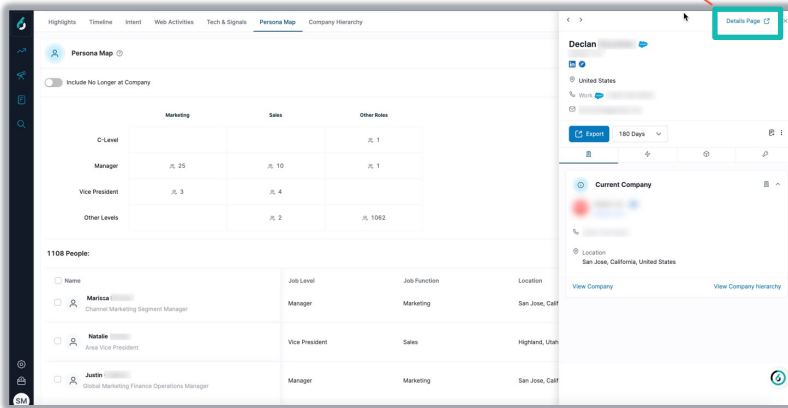 Highlights Timeline Intent Web Activities Tech & Signals Persona Map Company Hierarchy
Details Page
Persona Map
Include No Longer at Company
Marketing Sales Other Roles
C-Level 1
Manager 25 10 1
Vice President 3 4
Other Levels 2 1062
1108 People:
Name Job Level Job Function Location
Marissa
Channel Marketing Segment Manager
Manager Marketing San Jose, Calif
Natalie
Area Vice President
Vice President Sales Highland, Utah
Justin
Global Marketing Finance Operations Manager
Manager Marketing San Jose, Calif
SM
Declan
United States
Work
Export 180 Days
Current Company
Location
San Jose, California, United States
View Company View Company hierarchy